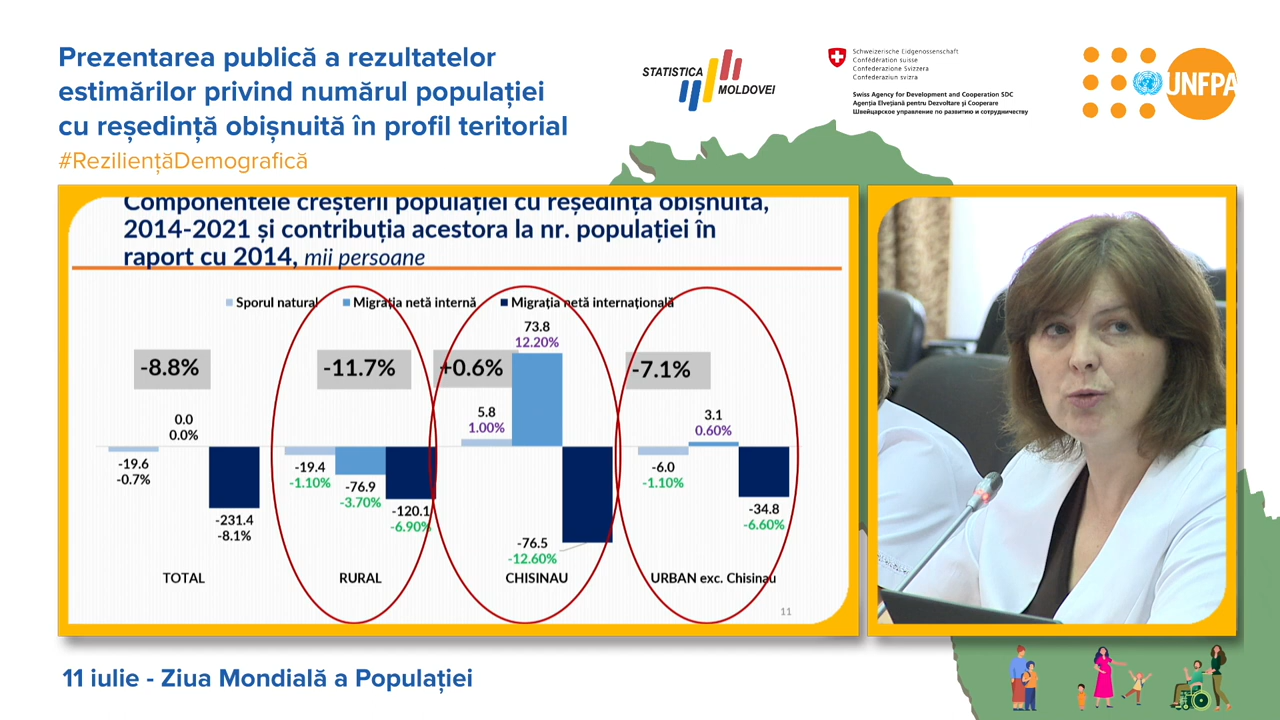 Prezentarea publică a rezultatelor
estimărilor privind numărul populației
cu reședință obișnuită în profil teritorial
#ReziliențăDemografică
STATISTICA
MOLDOVEI
Schweizerische Eidgenossenschaft
Confédération suisse
Confederazione Svizzera
Confederaziun svizra
Swiss Agency for Development and Cooperation SDC
Agenția Elvețiană pentru Dezvoltare și Cooperare
Швейцарское управление по развитию и сотрудничеству
UNFPA
Componentele creșterii populației cu reședință obișnuită,
2014-2021 și contribuția acestora la nr. populației în
raport cu 2014, mii persoane
Sporul natural Migrația netă internă Migrația netă internațională
-8.8% -11.7% +0.6% -7.1%
73.8
12.20%
0.0
0.0%
5.8
1.00%
3.1
0.60%
-19.6
-0.7%
-231.4
-8.1%
-19.4
-1.10%
-76.9
-3.70%
-120.1
-6.90%
-76.5
-12.60%
-6.0
-1.10%
-34.8
-6.60%
TOTAL RURAL CHISINAU URBAN exc. Chisinau
11
11 iulie - Ziua Mondială a Populației